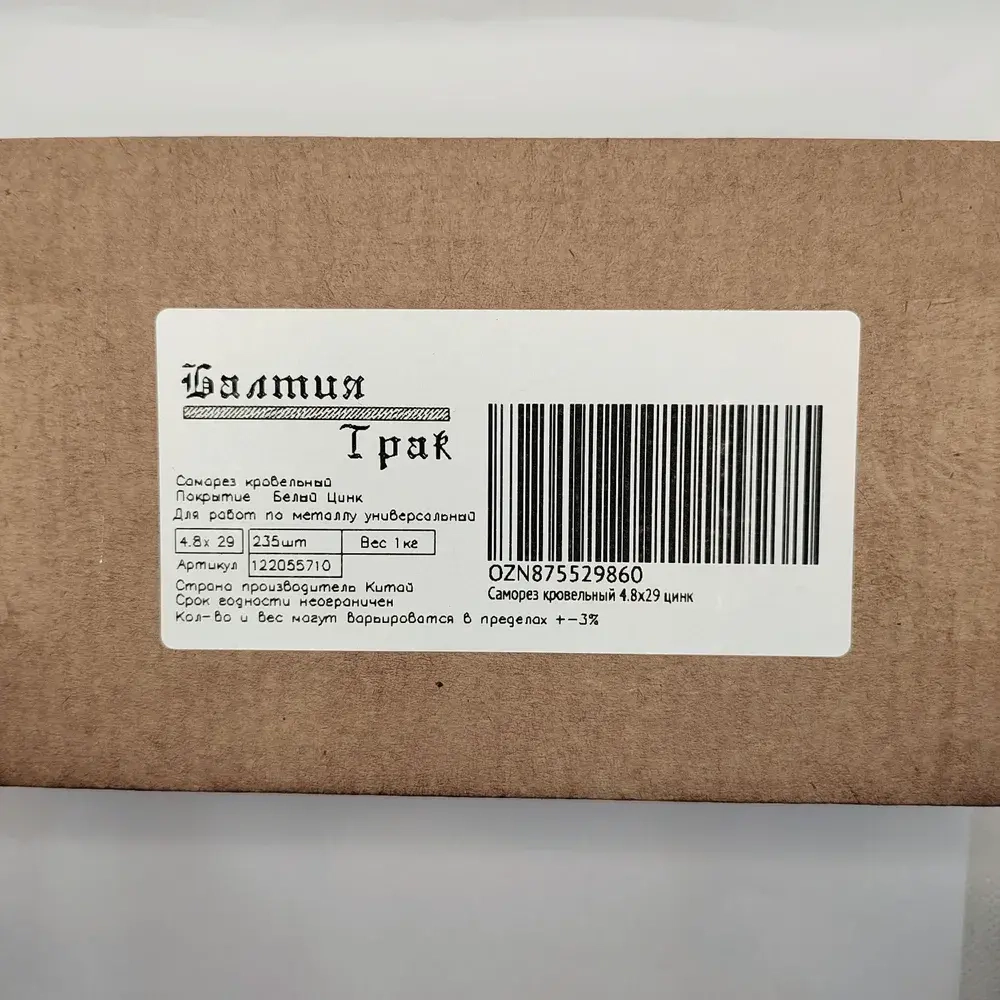 Балтия
Трак
Саморез кровельный
Покрытие Белый Цинк
Для работ по металлу универсальный
4.8х 29 235шт Вес 1кг
Артикул 122055710
Страна производитель Китай
Срок годности неограничен
Кол-во и вес могут варьироватся в пределах +-3%
OZN875529860
Саморез кровельный 4.8х29 цинк